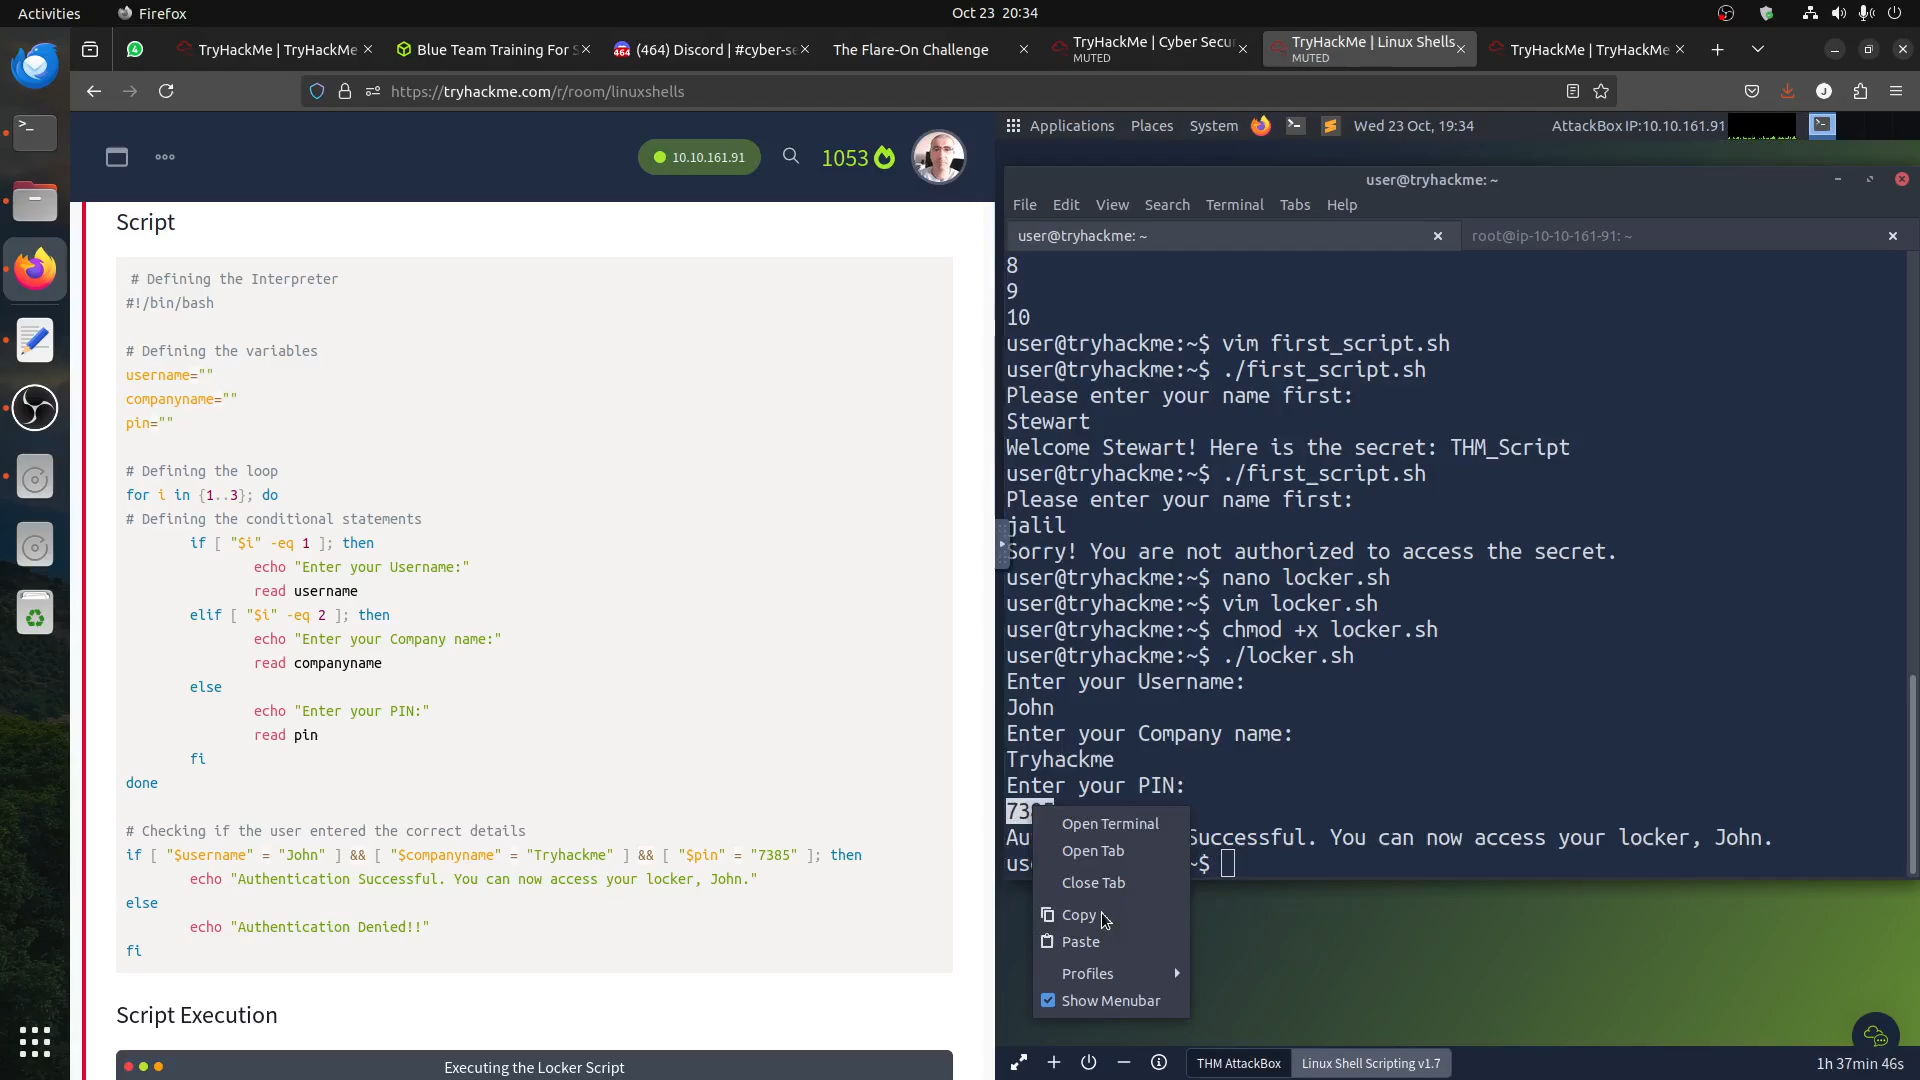 Activities
Firefox
Oct 23 20:34
TryHackMe | TryHackMe
Blue Team Training For S
(464) Discord | #cyber-se
The Flare-On Challenge
TryHackMe | Cyber Secu
MUTED
TryHackMe | Linux Shells
MUTED
TryHackMe | TryHackMe
https://tryhackme.com/r/room/linuxshells
10.10.161.91
1053
Script
# Defining the Interpreter
#!/bin/bash
# Defining the variables
username=""
companyname=""
pin=""
# Defining the loop
for i in {1..3}; do
# Defining the conditional statements
if [ "$i" -eq 1 ]; then
echo "Enter your Username:"
read username
elif [ "$i" -eq 2 ]; then
echo "Enter your Company name:"
read companyname
else
echo "Enter your PIN:"
read pin
fi
done
# Checking if the user entered the correct details
if [ "$username" = "John" ] && [ "$companyname" = "Tryhackme" ] && [ "$pin" = "7385" ]; then
echo "Authentication Successful. You can now access your locker, John."
else
echo "Authentication Denied!!"
fi
Script Execution
Executing the Locker Script
Applications Places System
Wed 23 Oct, 19:34
AttackBox IP:10.10.161.91
user@tryhackme: ~
File Edit View Search Terminal Tabs Help
user@tryhackme: ~
root@ip-10-10-161-91: ~
8
9
10
user@tryhackme:~$ vim first_script.sh
user@tryhackme:~$ ./first_script.sh
Please enter your name first:
Stewart
Welcome Stewart! Here is the secret: THM_Script
user@tryhackme:~$ ./first_script.sh
Please enter your name first:
jalil
Sorry! You are not authorized to access the secret.
user@tryhackme:~$ nano locker.sh
user@tryhackme:~$ vim locker.sh
user@tryhackme:~$ chmod +x locker.sh
user@tryhackme:~$ ./locker.sh
Enter your Username:
John
Enter your Company name:
Tryhackme
Enter your PIN:
7385
Au Successful. You can now access your locker, John.
use ~$
Open Terminal
Open Tab
Close Tab
Copy
Paste
Profiles
Show Menubar
THM AttackBox
Linux Shell Scripting v1.7
1h 37min 46s